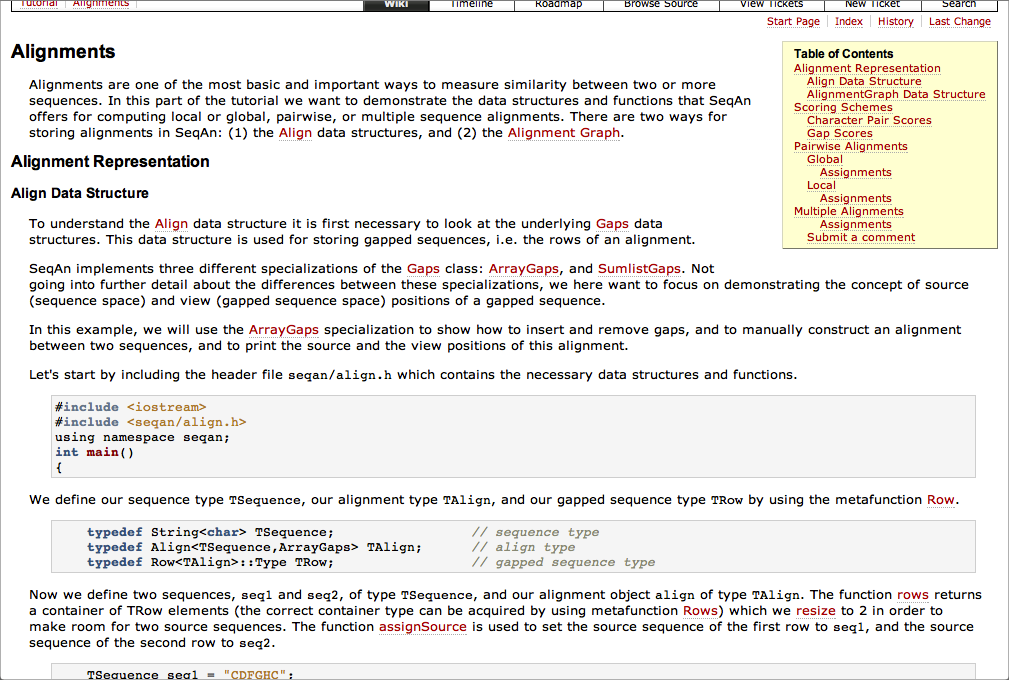 Tutorial Alignments Wiki Timeline Roadmap Browse Source View Tickets New Ticket Search
Start Page Index History Last Change
Alignments
Alignments are one of the most basic and important ways to measure similarity between two or more
sequences. In this part of the tutorial we want to demonstrate the data structures and functions that SeqAn
offers for computing local or global, pairwise, or multiple sequence alignments. There are two ways for
storing alignments in SeqAn: (1) the Align data structures, and (2) the Alignment Graph.
Table of Contents
Alignment Representation
Align Data Structure
AlignmentGraph Data Structure
Scoring Schemes
Character Pair Scores
Gap Scores
Pairwise Alignments
Global
Assignments
Local
Assignments
Multiple Alignments
Assignments
Submit a comment
Alignment Representation
Align Data Structure
To understand the Align data structure it is first necessary to look at the underlying Gaps data
structures. This data structure is used for storing gapped sequences, i.e. the rows of an alignment.
SeqAn implements three different specializations of the Gaps class: ArrayGaps, and SumlistGaps. Not
going into further detail about the differences between these specializations, we here want to focus on demonstrating the concept of source
(sequence space) and view (gapped sequence space) positions of a gapped sequence.
In this example, we will use the ArrayGaps specialization to show how to insert and remove gaps, and to manually construct an alignment
between two sequences, and to print the source and the view positions of this alignment.
Let's start by including the header file seqan/align.h which contains the necessary data structures and functions.
#include <iostream>
#include <seqan/align.h>
using namespace seqan;
int main()
{
We define our sequence type TSequence, our alignment type TAlign, and our gapped sequence type TRow by using the metafunction Row.
typedef String<char> TSequence; // sequence type
typedef Align<TSequence,ArrayGaps> TAlign; // align type
typedef Row<TAlign>::Type TRow; // gapped sequence type
Now we define two sequences, seq1 and seq2, of type TSequence, and our alignment object align of type TAlign. The function rows returns
a container of TRow elements (the correct container type can be acquired by using metafunction Rows) which we resize to 2 in order to
make room for two source sequences. The function assignSource is used to set the source sequence of the first row to seq1, and the source
sequence of the second row to seq2.
TSequence seq1 = "CDFGHC";